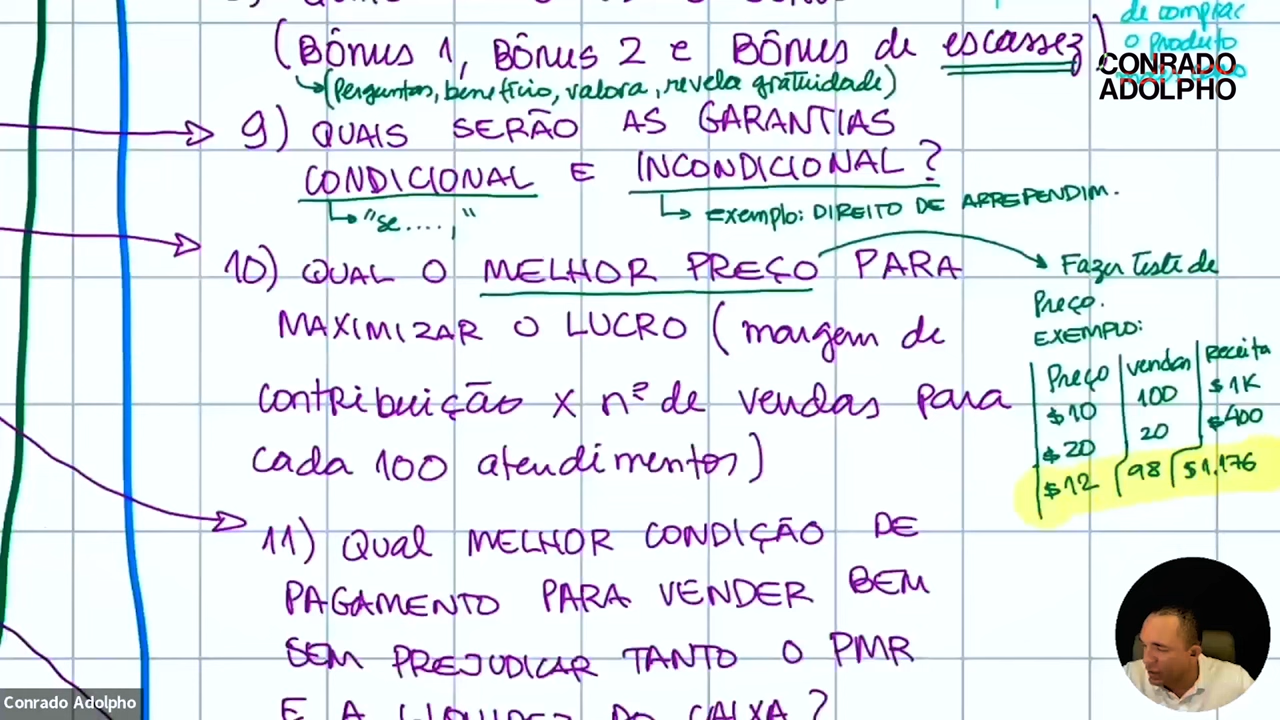 de comprar
(BÔNUS 1, BÔNUS 2 e BÔNUS de escassez)
o produto
CONRADO
ADOLPHO
↳(Perguntas, benefício, valora, revela gratuidade)
9) QUAIS SERÃO AS GARANTIAS
CONDICIONAL E INCONDICIONAL?
↳ "se....,"
↳ exemplo: DIREITO DE ARREPENDIM.
10) QUAL O MELHOR PREÇO PARA
MAXIMIZAR O LUCRO (margem de
contribuição x nº de vendas para
cada 100 atendimentos)
Fazer teste de
Preço.
EXEMPLO:
Preço | vendas | Receita
$10 | 100 | $1K
$20 | 20 | $400
$12 | 98 | $1.176
11) Qual MELHOR CONDIÇÃO DE
PAGAMENTO PARA VENDER BEM
SEM PREJUDICAR TANTO O PMR
E A LIQUIDEZ DO CAIXA?
Conrado Adolpho